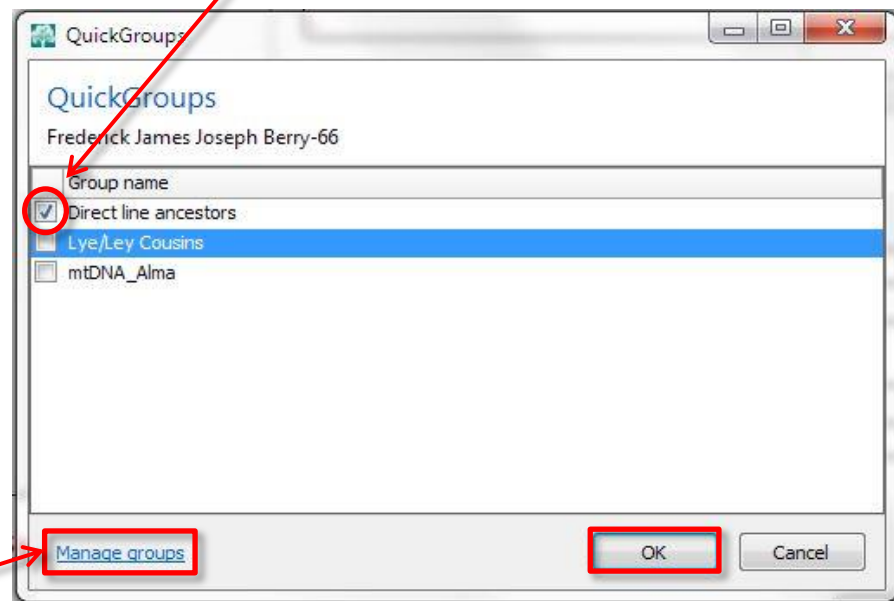 QuickGroups
QuickGroups
Frederick James Joseph Berry-66
Group name
Direct line ancestors
Lye/Ley Cousins
mtDNA_Alma
Manage groups
OK
Cancel